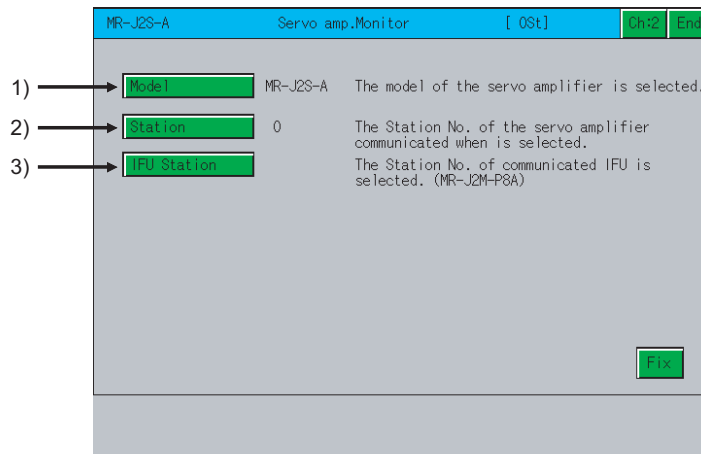 MR-J2S-A Servo amp.Monitor [ 0St] Ch:2 End
1) Model MR-J2S-A The model of the servo amplifier is selected.
2) Station 0 The Station No. of the servo amplifier
communicated when is selected.
3) IFU Station The Station No. of communicated IFU is
selected. (MR-J2M-P8A)
Fix